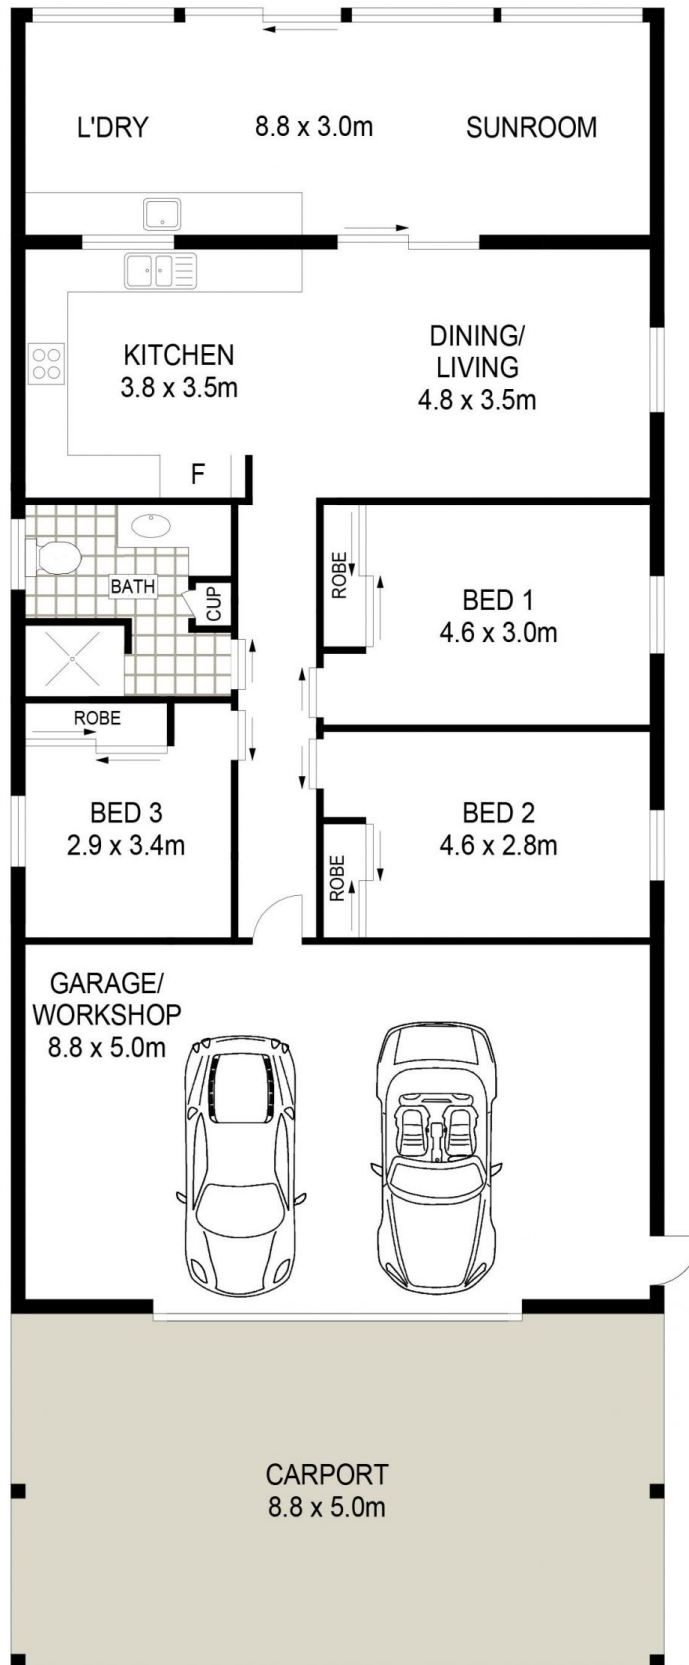 L'DRY
8.8 x 3.0m
SUNROOM
KITCHEN
3.8 x 3.5m
DINING/
LIVING
4.8 x 3.5m
F
BATH
CUP
ROBE
BED 1
4.6 x 3.0m
ROBE
BED 3
2.9 x 3.4m
BED 2
4.6 x 2.8m
ROBE
GARAGE/
WORKSHOP
8.8 x 5.0m
CARPORT
8.8 x 5.0m